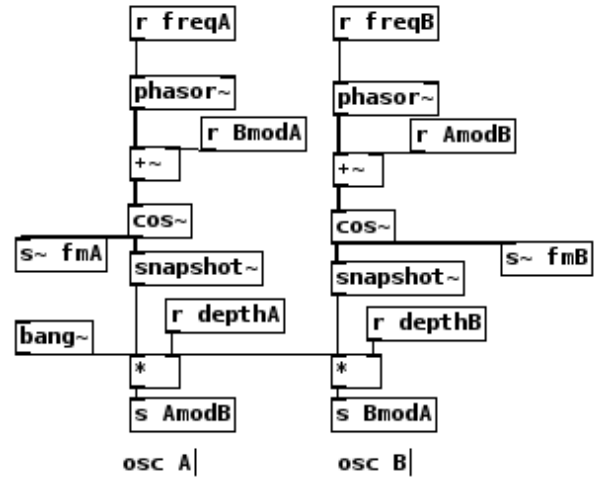 r freqA
r freqB
phasor~
phasor~
r BmodA
r AmodB
+~
+~
cos~
cos~
s~ fmA
s~ fmB
snapshot~
snapshot~
r depthA
r depthB
bang~
*
*
s AmodB
s BmodA
osc A
osc B